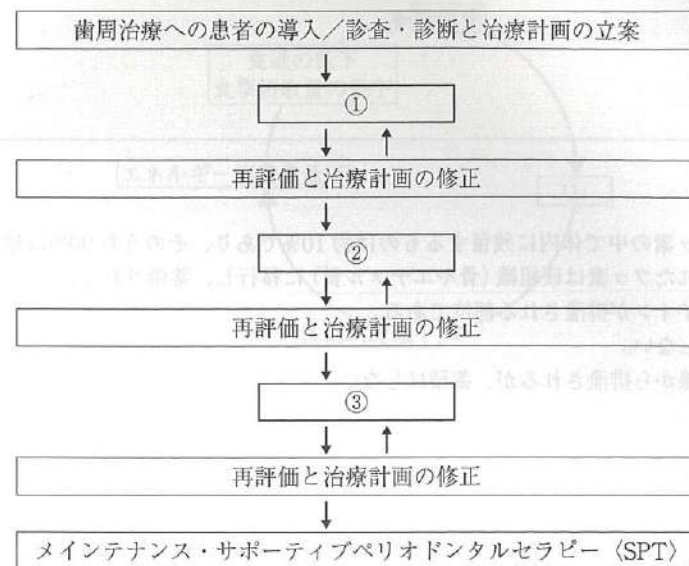 歯周治療への患者の導入／診査・診断と治療計画の立案
①
再評価と治療計画の修正
②
再評価と治療計画の修正
③
再評価と治療計画の修正
メインテナンス・サポーティブペリオドンタルセラピー〈SPT〉